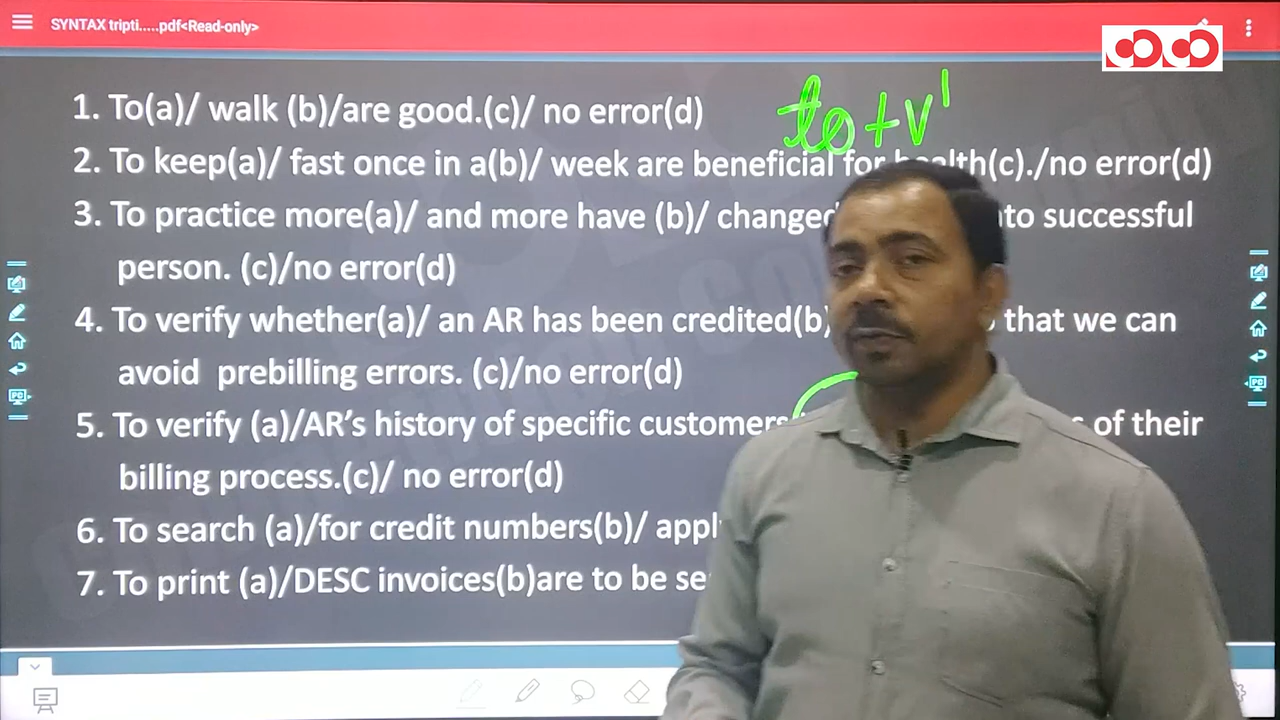 SYNTAX tripti.....pdf<Read-only>
to + V¹
1. To(a)/ walk (b)/are good.(c)/ no error(d)
2. To keep(a)/ fast once in a(b)/ week are beneficial for health(c)./no error(d)
3. To practice more(a)/ and more have (b)/ changed into successful
person. (c)/no error(d)
4. To verify whether(a)/ an AR has been credited(b) that we can
avoid prebilling errors. (c)/no error(d)
5. To verify (a)/AR’s history of specific customers of their
billing process.(c)/ no error(d)
6. To search (a)/for credit numbers(b)/
7. To print (a)/DESC invoices(b)are to be